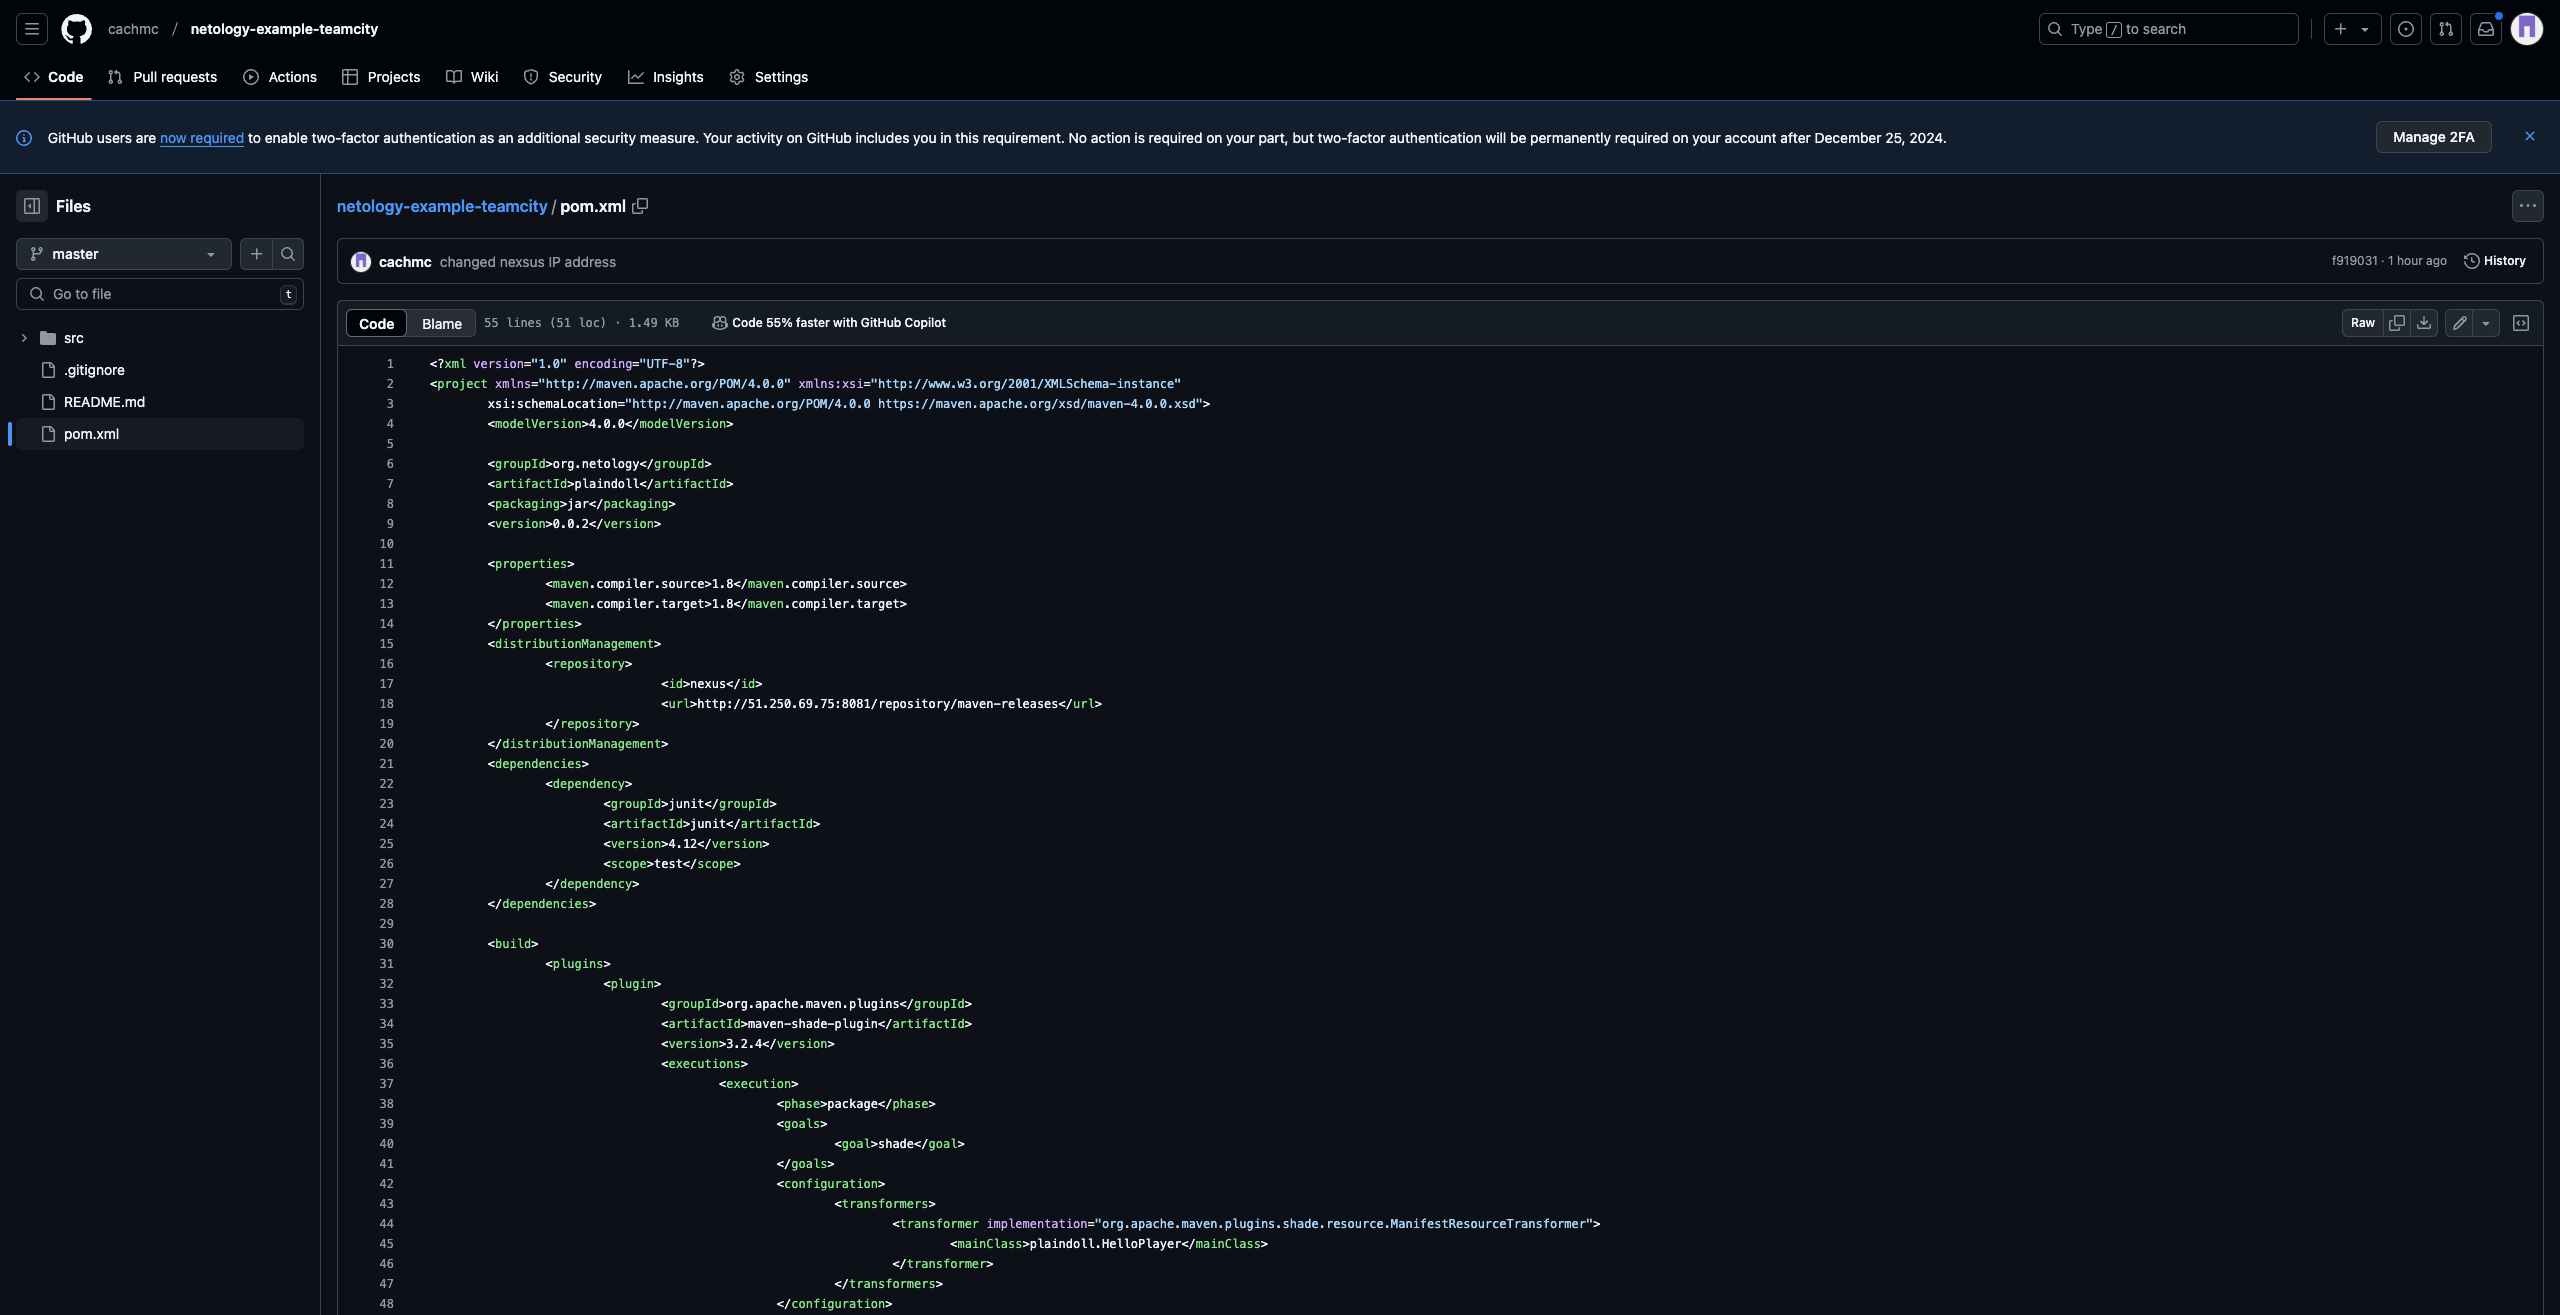 cachmc / netology-example-teamcity
Type / to search
Code
Pull requests
Actions
Projects
Wiki
Security
Insights
Settings
GitHub users are now required to enable two-factor authentication as an additional security measure. Your activity on GitHub includes you in this requirement. No action is required on your part, but two-factor authentication will be permanently required on your account after December 25, 2024.
Manage 2FA
Files
master
Go to file
t
src
.gitignore
README.md
pom.xml
netology-example-teamcity / pom.xml
cachmc changed nexsus IP address
f919031 · 1 hour ago
History
Code
Blame
55 lines (51 loc) · 1.49 KB
Code 55% faster with GitHub Copilot
Raw
1 <?xml version="1.0" encoding="UTF-8"?>
2 <project xmlns="http://maven.apache.org/POM/4.0.0" xmlns:xsi="http://www.w3.org/2001/XMLSchema-instance"
3 xsi:schemaLocation="http://maven.apache.org/POM/4.0.0 https://maven.apache.org/xsd/maven-4.0.0.xsd">
4 <modelVersion>4.0.0</modelVersion>
5
6 <groupId>org.netology</groupId>
7 <artifactId>plaindoll</artifactId>
8 <packaging>jar</packaging>
9 <version>0.0.2</version>
10
11 <properties>
12 <maven.compiler.source>1.8</maven.compiler.source>
13 <maven.compiler.target>1.8</maven.compiler.target>
14 </properties>
15 <distributionManagement>
16 <repository>
17 <id>nexus</id>
18 <url>http://51.250.69.75:8081/repository/maven-releases</url>
19 </repository>
20 </distributionManagement>
21 <dependencies>
22 <dependency>
23 <groupId>junit</groupId>
24 <artifactId>junit</artifactId>
25 <version>4.12</version>
26 <scope>test</scope>
27 </dependency>
28 </dependencies>
29
30 <build>
31 <plugins>
32 <plugin>
33 <groupId>org.apache.maven.plugins</groupId>
34 <artifactId>maven-shade-plugin</artifactId>
35 <version>3.2.4</version>
36 <executions>
37 <execution>
38 <phase>package</phase>
39 <goals>
40 <goal>shade</goal>
41 </goals>
42 <configuration>
43 <transformers>
44 <transformer implementation="org.apache.maven.plugins.shade.resource.ManifestResourceTransformer">
45 <mainClass>plaindoll.HelloPlayer</mainClass>
46 </transformer>
47 </transformers>
48 </configuration>